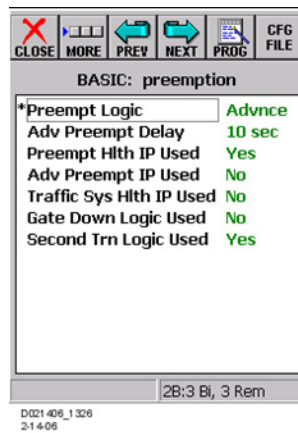 CLOSE MORE PREV NEXT PROG CFG FILE
BASIC: preemption
*Preempt Logic Advnce
Adv Preempt Delay 10 sec
Preempt Hlth IP Used Yes
Adv Preempt IP Used No
Traffic Sys Hlth IP Used No
Gate Down Logic Used No
Second Trn Logic Used Yes
2B:3 Bi, 3 Rem
D021406_1326
2-14-06